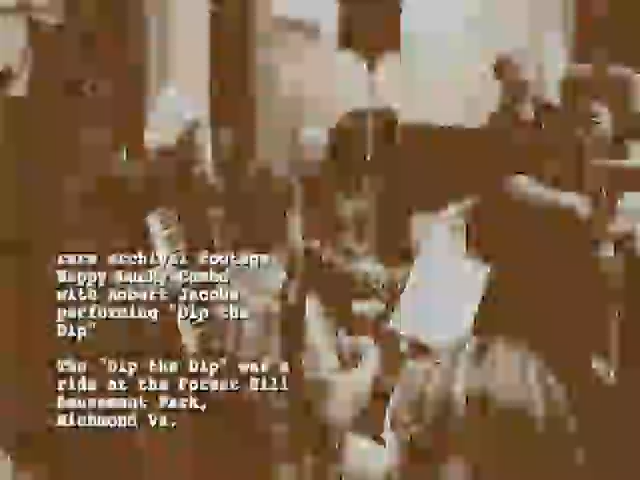 rare archival footage
Happy Lucky Combo
with Robert Jacobs
performing "Dip the
Dip"
The "Dip the Dip" was a
ride at the Forest Hill
Amusement Park,
Richmond Va.